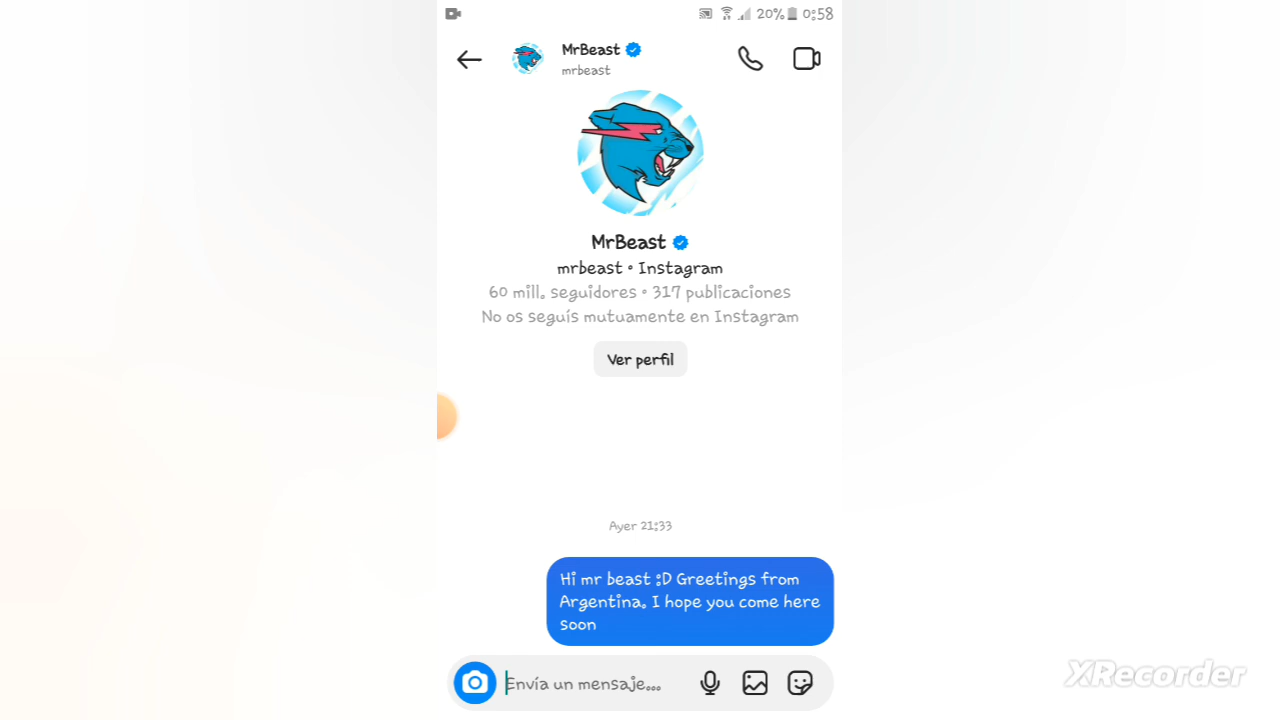 20% 0:58
MrBeast
mrbeast
MrBeast
mrbeast • Instagram
60 mill. seguidores • 317 publicaciones
No os seguís mutuamente en Instagram
Ver perfil
Ayer 21:33
Hi mr beast :D Greetings from
Argentina. I hope you come here
soon
Envía un mensaje...
XRecorder